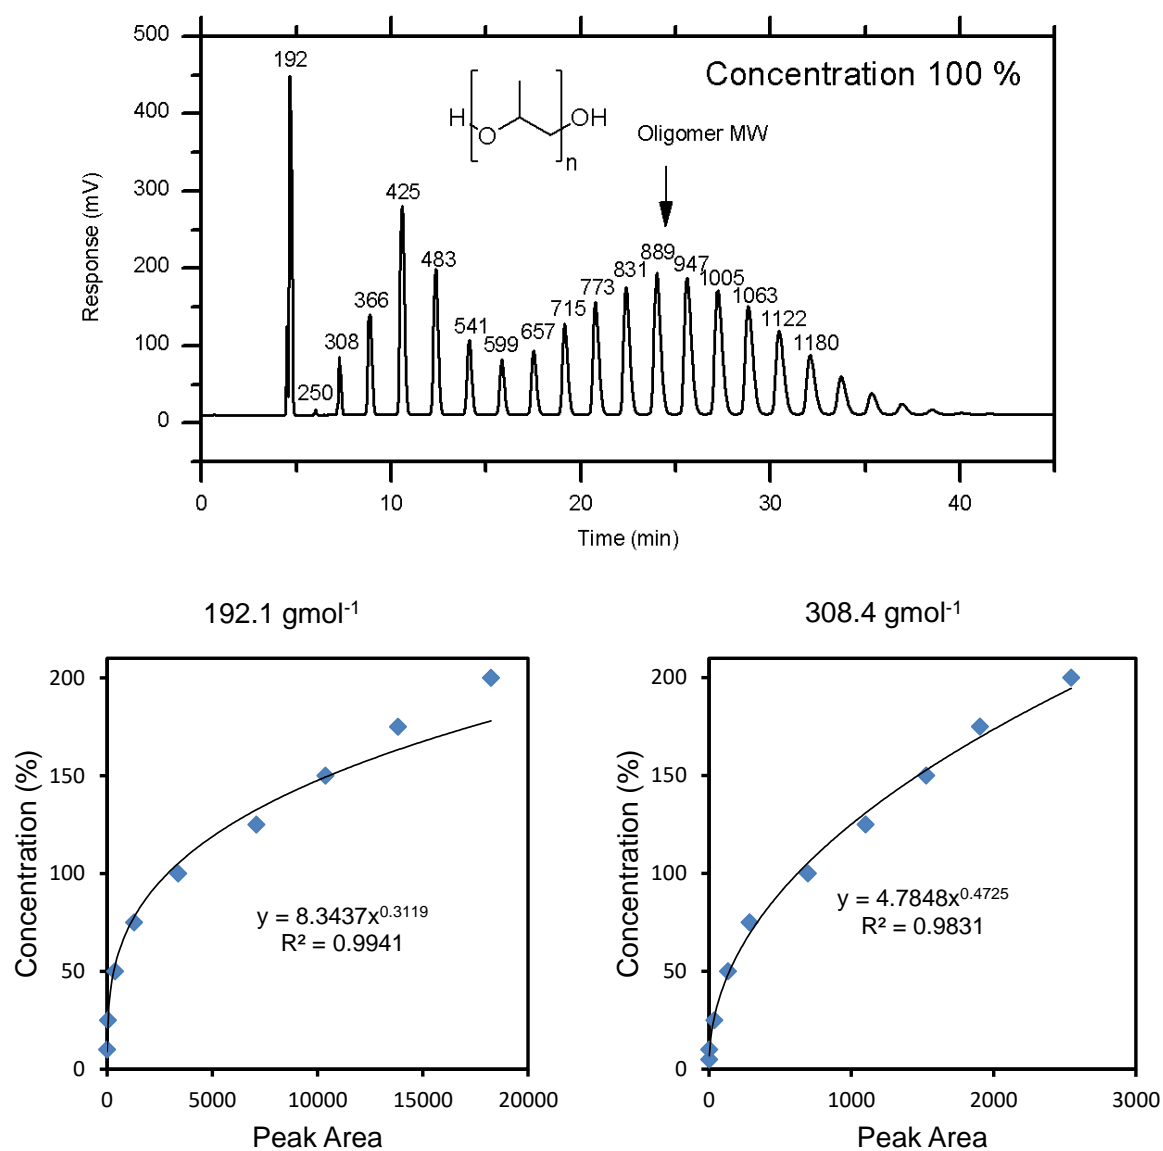 500
400
300
200
100
0
Response (mV)
192
250
308
366
425
483
541
599
657
715
773
831
889
947
1005
1063
1122
1180
H
O
n
OH
Oligomer MW
Concentration 100 %
0
10
20
30
40
Time (min)
192.1 gmol⁻¹
200
150
100
50
0
Concentration (%)
y = 8.3437x⁰·³¹¹⁹
R² = 0.9941
0
5000
10000
15000
20000
Peak Area
308.4 gmol⁻¹
200
150
100
50
0
Concentration (%)
y = 4.7848x⁰·⁴⁷²⁵
R² = 0.9831
0
1000
2000
3000
Peak Area